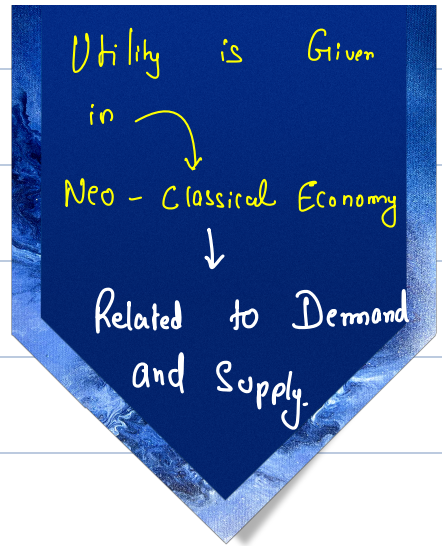 Utility is Given
in
Neo - Classical Economy
Related to Demand
and Supply.